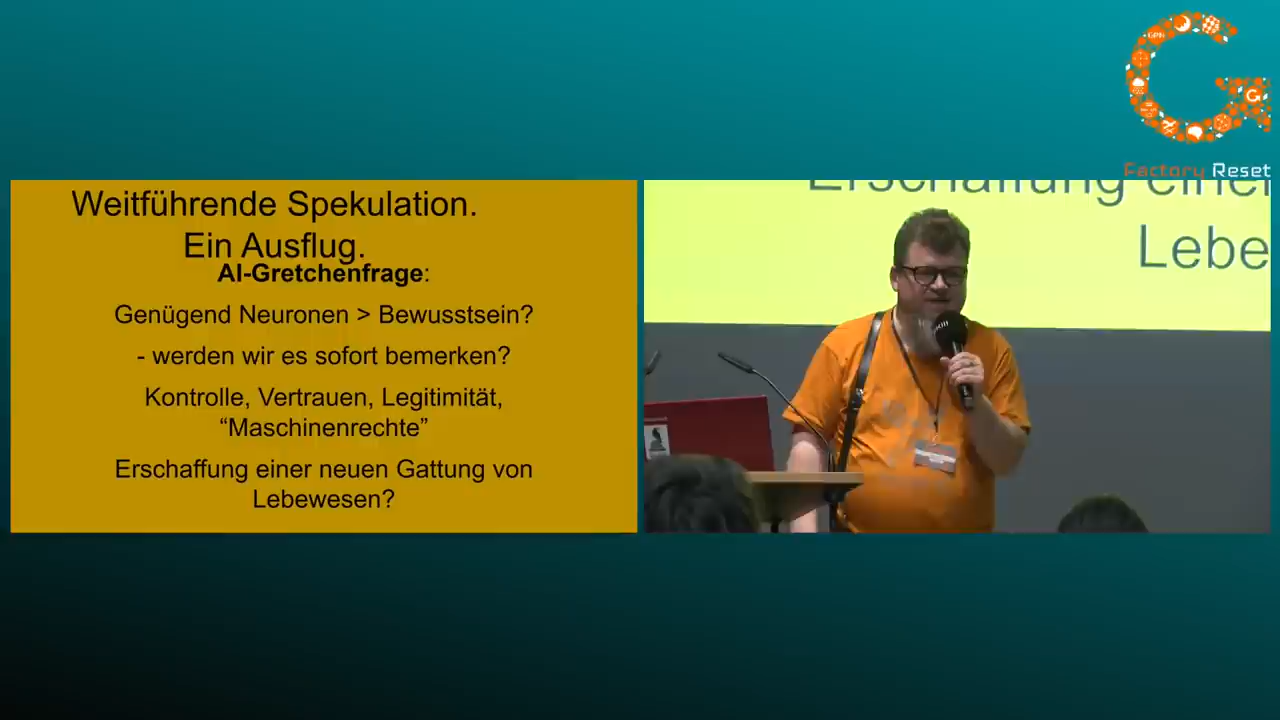 Factory Reset
Weitführende Spekulation.
Ein Ausflug.
AI-Gretchenfrage:
Genügend Neuronen > Bewusstsein?
- werden wir es sofort bemerken?
Kontrolle, Vertrauen, Legitimität,
“Maschinenrechte”
Erschaffung einer neuen Gattung von
Lebewesen?
Erschaffung einer
Lebe